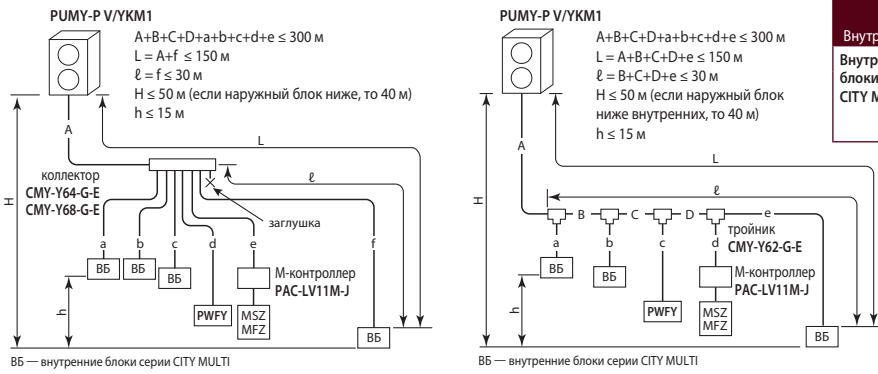 PUMY-P V/YKM1
A+B+C+D+a+b+c+d+e ≤ 300 м
L = A+f ≤ 150 м
ℓ = f ≤ 30 м
H ≤ 50 м (если наружный блок ниже, то 40 м)
h ≤ 15 м
A
L
H
коллектор
CMY-Y64-G-E
CMY-Y68-G-E
ℓ
заглушка
a
b
c
d
e
f
ВБ
ВБ
ВБ
М-контроллер
PAC-LV11M-J
h
PWFY
MSZ
MFZ
ВБ
ВБ — внутренние блоки серии CITY MULTI
PUMY-P V/YKM1
A+B+C+D+a+b+c+d+e ≤ 300 м
L = A+B+C+D+e ≤ 150 м
ℓ = B+C+D+e ≤ 30 м
H ≤ 50 м (если наружный блок
ниже внутренних, то 40 м)
h ≤ 15 м
A
L
H
ℓ
B
C
D
e
тройник
CMY-Y62-G-E
a
b
c
d
ВБ
ВБ
М-контроллер
PAC-LV11M-J
h
PWFY
MSZ
MFZ
ВБ
ВБ — внутренние блоки серии CITY MULTI
блоки